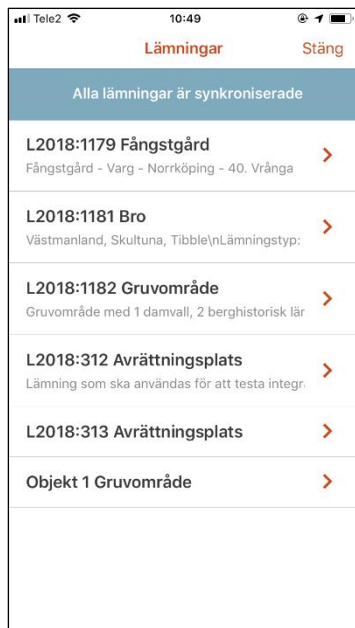 Tele2 10:49
Lämningar Stäng
Alla lämningar är synkroniserade
L2018:1179 Fångstgård
Fångstgård - Varg - Norrköping - 40. Vrånga
L2018:1181 Bro
Västmanland, Skultuna, Tibble\nLämningstyp:
L2018:1182 Gruvområde
Gruvområde med 1 damvall, 2 berghistorisk lär
L2018:312 Avrättningsplats
Lämning som ska användas för att testa integr
L2018:313 Avrättningsplats
Objekt 1 Gruvområde